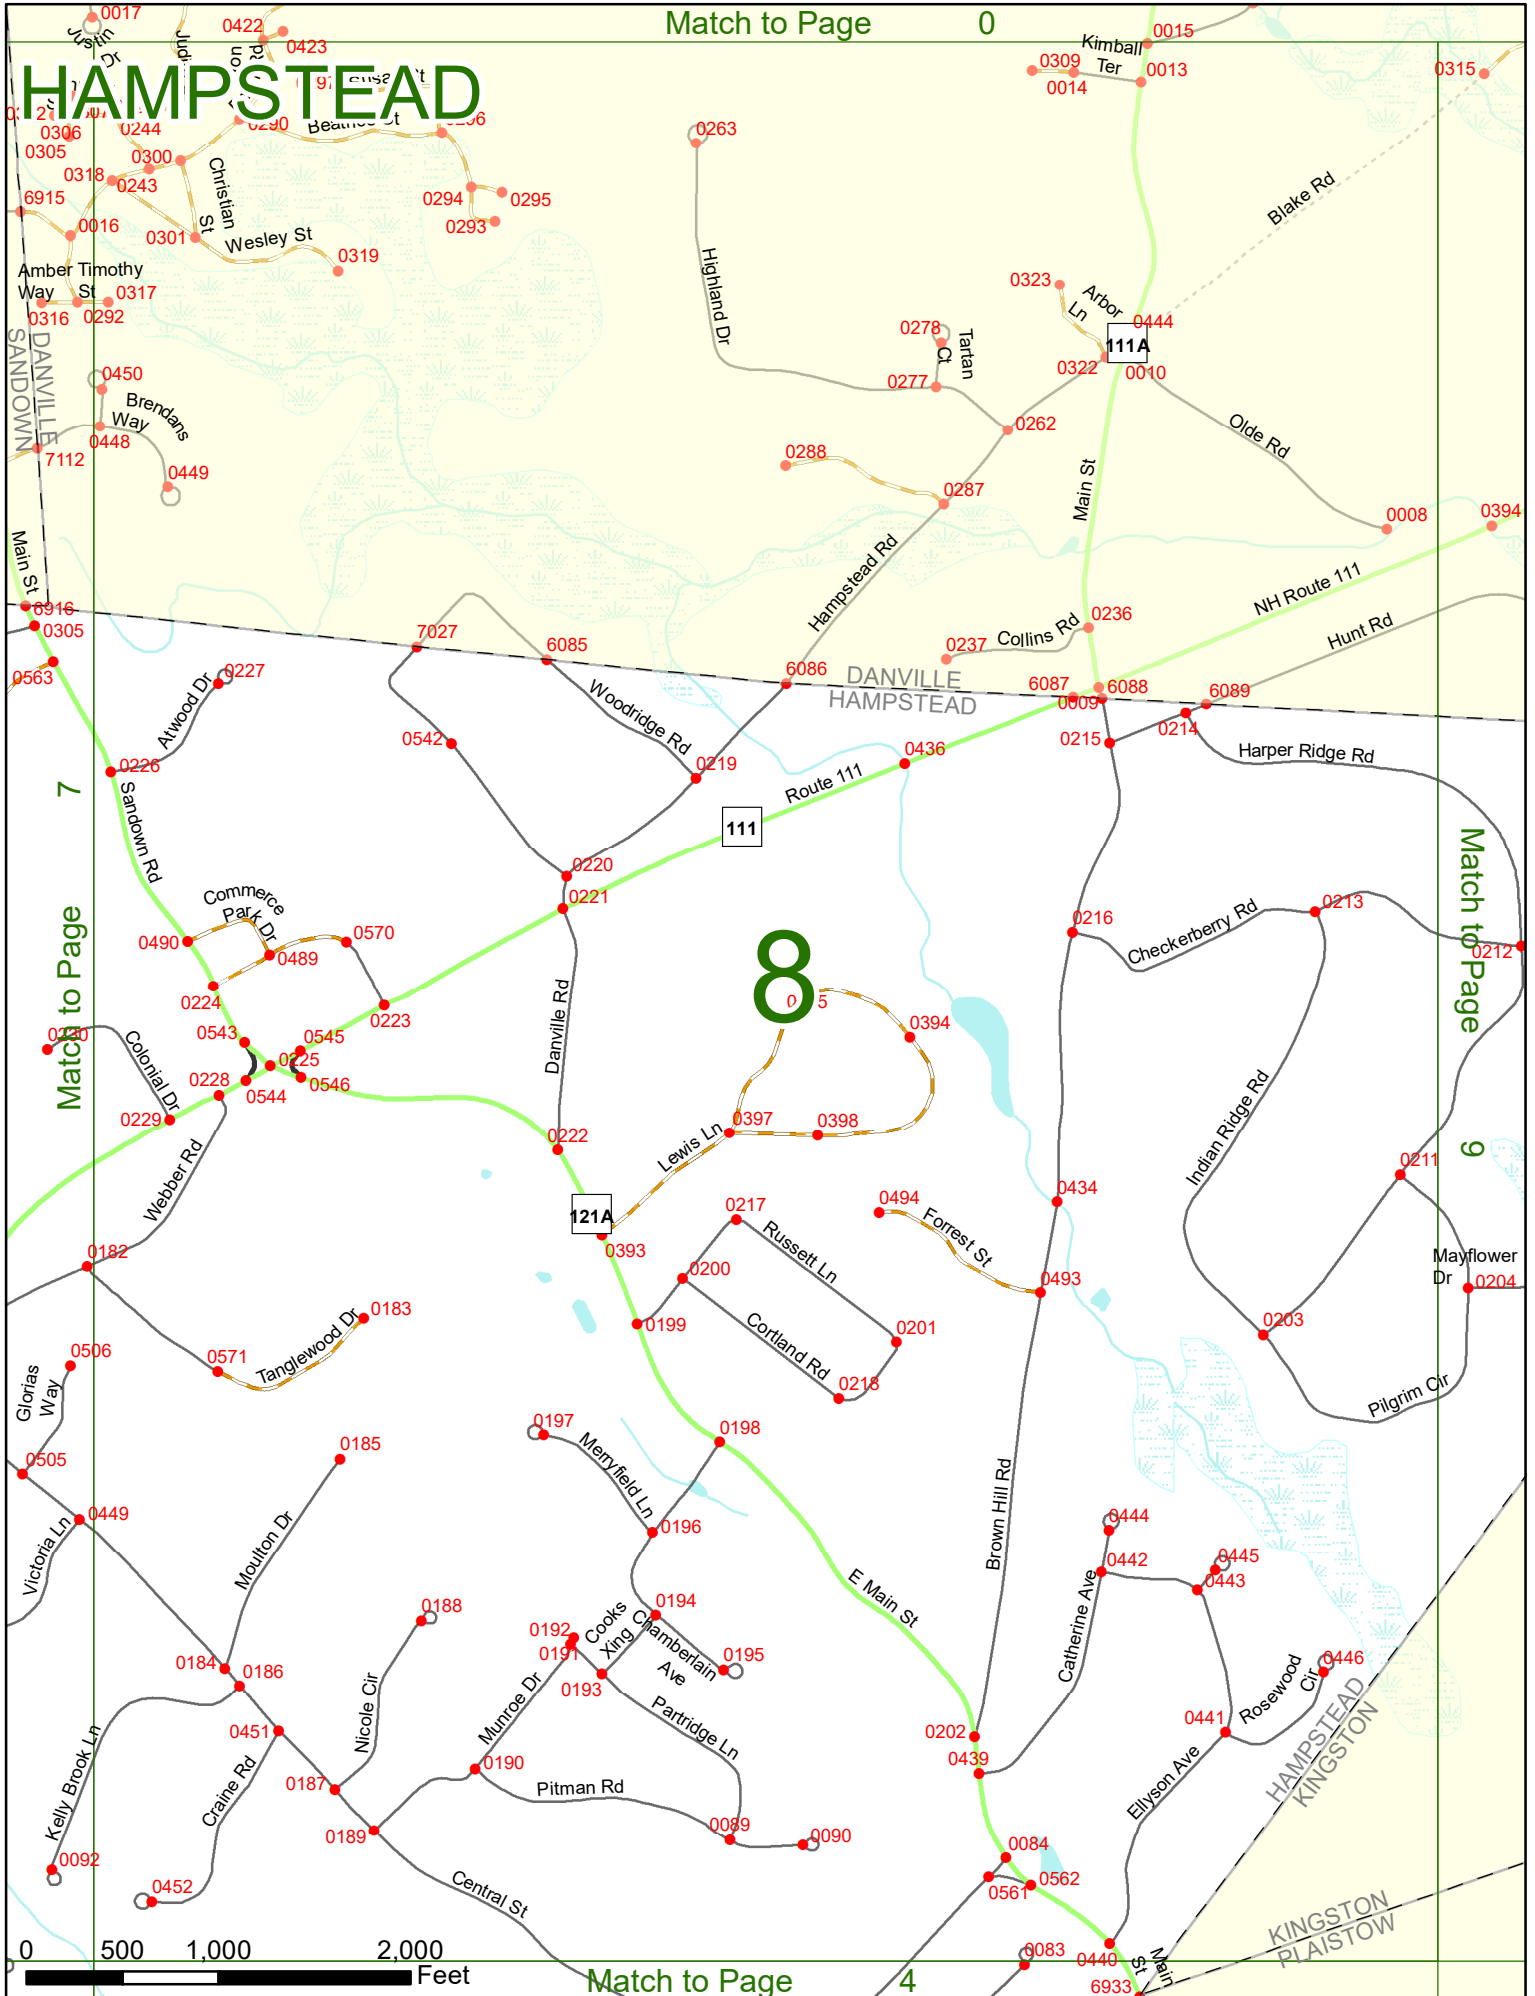 Match to Page 0
HAMPSTEAD
0017
Justin
Dr
0422
0423
0015
Kimball
Ter
0309
0014
0013
0315
0306
0305
0244
0290
Beatrice St
0263
0300
0318
0243
Christian
St
0294
0295
0293
6915
0016
0301
Wesley St
0319
Blake Rd
Amber Timothy
Way St
0317
0316
0292
Highland Dr
0323
Arbor
Ln
0444
111A
0322
0010
0278
Tartan
Ct
0277
SANDOWN
DANVILLE
0450
Brendans
Way
0448
7112
0449
0262
Olde Rd
0288
0287
Main St
0008
0394
Main St
Hampstead Rd
NH Route 111
6916
0305
0236
0237
Collins Rd
Hunt Rd
7027
6085
6086
DANVILLE
HAMPSTEAD
6087
6088
0009
6089
0214
0563
0227
Atwood Dr
Woodridge Rd
0542
0215
Harper Ridge Rd
0226
0219
0436
Route 111
111
Match to Page 7
Sandown Rd
0220
0221
Match to Page 9
Commerce
Park Dr
0490
0489
0570
0216
Checkerberry Rd
0213
0212
8
0224
0223
0394
0230
Colonial Dr
0543
0545
0225
0228
0544
0546
Danville Rd
0229
0222
Lewis Ln
0397
0398
Indian Ridge Rd
0211
Webber Rd
121A
0393
0217
Russett Ln
0494
Forrest St
0434
0182
0200
0493
Mayflower
Dr
0204
0183
0199
Cortland Rd
0201
0203
0506
Glorias
Way
0571
Tanglewood Dr
0218
Pilgrim Cir
0505
0185
0197
Merryfield Ln
0198
Brown Hill Rd
0449
Victoria Ln
Moulton Dr
0196
0444
0442
0445
0443
E Main St
Catherine Ave
0188
0192
0191
Cooks
Xing
0194
Chamberlain
Ave
0195
0184
0186
0193
Nicole Cir
Munroe Dr
Partridge Ln
Rosewood
Cir
0446
0451
0202
0441
HAMPSTEAD
KINGSTON
Kelly Brook Ln
Craine Rd
0187
0190
Pitman Rd
0439
Ellyson Ave
0189
0089
0090
0092
0084
0452
Central St
0561
0562
KINGSTON
PLAISTOW
0083
0440
Main
St
6933
0 500 1,000 2,000
Feet
Match to Page 4